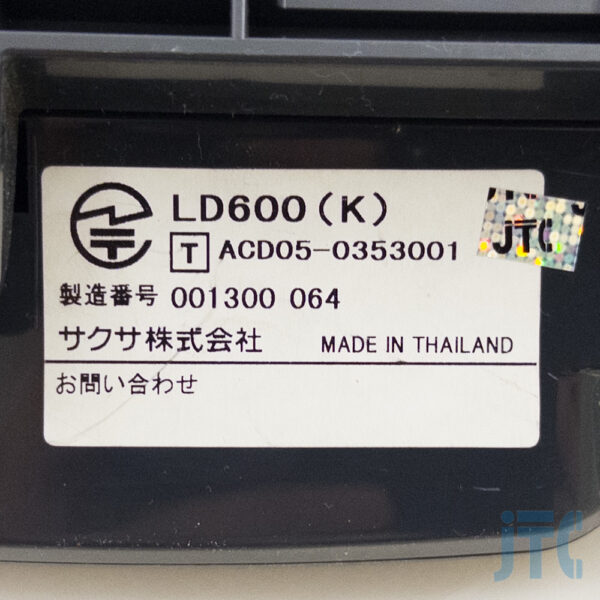 LD600(K)
T ACD05-0353001
JTC
製造番号 001300 064
サクサ株式会社 MADE IN THAILAND
お問い合わせ
JTC